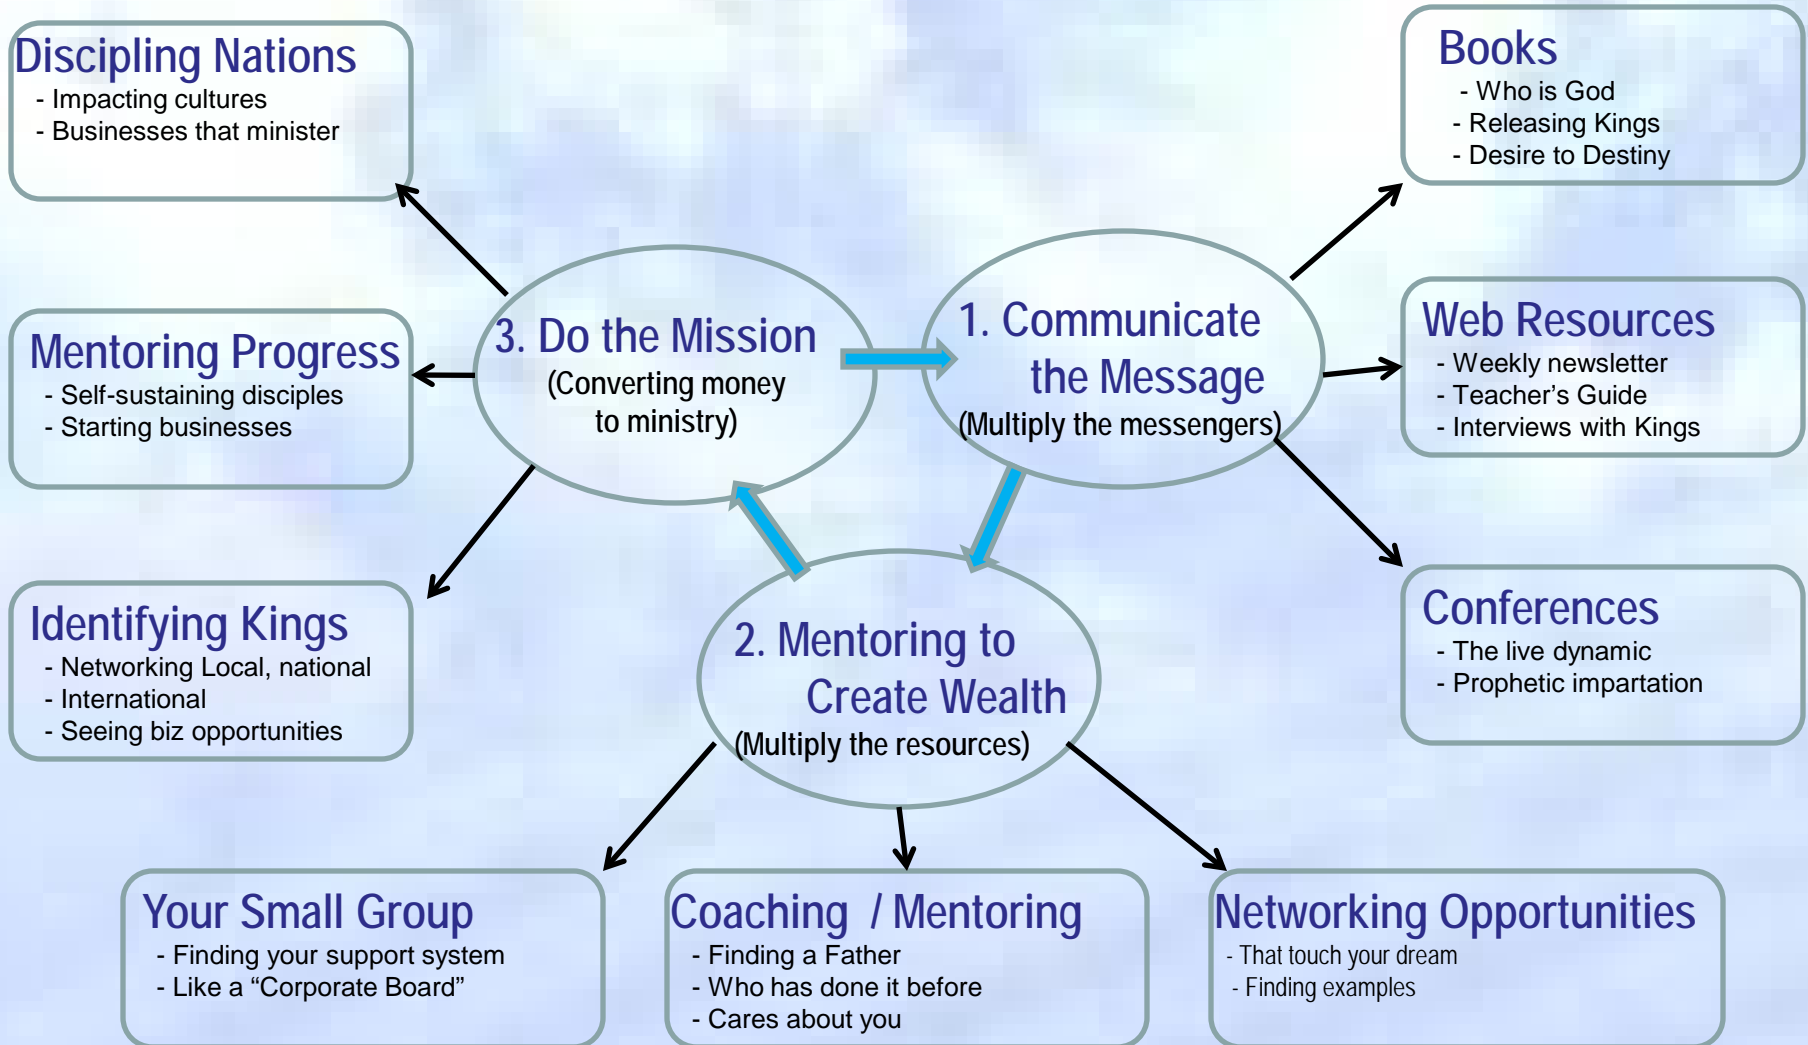 Discipling Nations
- Impacting cultures
- Businesses that minister
Books
- Who is God
- Releasing Kings
- Desire to Destiny
3. Do the Mission
(Converting money
to ministry)
1. Communicate
the Message
(Multiply the messengers)
Mentoring Progress
- Self-sustaining disciples
- Starting businesses
Web Resources
- Weekly newsletter
- Teacher’s Guide
- Interviews with Kings
Identifying Kings
- Networking Local, national
- International
- Seeing biz opportunities
2. Mentoring to
Create Wealth
(Multiply the resources)
Conferences
- The live dynamic
- Prophetic impartation
Your Small Group
- Finding your support system
- Like a “Corporate Board”
Coaching / Mentoring
- Finding a Father
- Who has done it before
- Cares about you
Networking Opportunities
- That touch your dream
- Finding examples